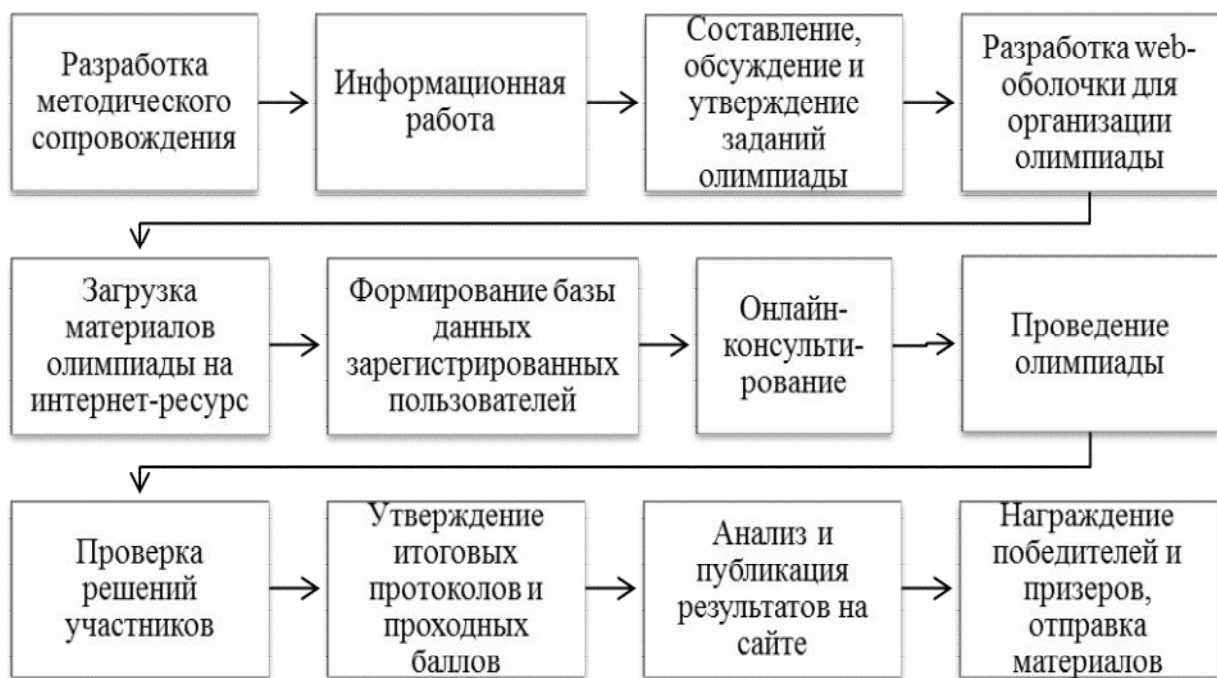 Разработка
методического
сопровождения
Информационная
работа
Составление,
обсуждение и
утверждение
заданий
олимпиады
Разработка web-
оболочки для
организации
олимпиады
Загрузка
материалов
олимпиады на
интернет-ресурс
Формирование базы
данных
зарегистрированных
пользователей
Онлайн-
консульти-
рование
Проведение
олимпиады
Проверка
решений
участников
Утверждение
итоговых
протоколов и
проходных
баллов
Анализ и
публикация
результатов на
сайте
Награждение
победителей и
призеров,
отправка
материалов